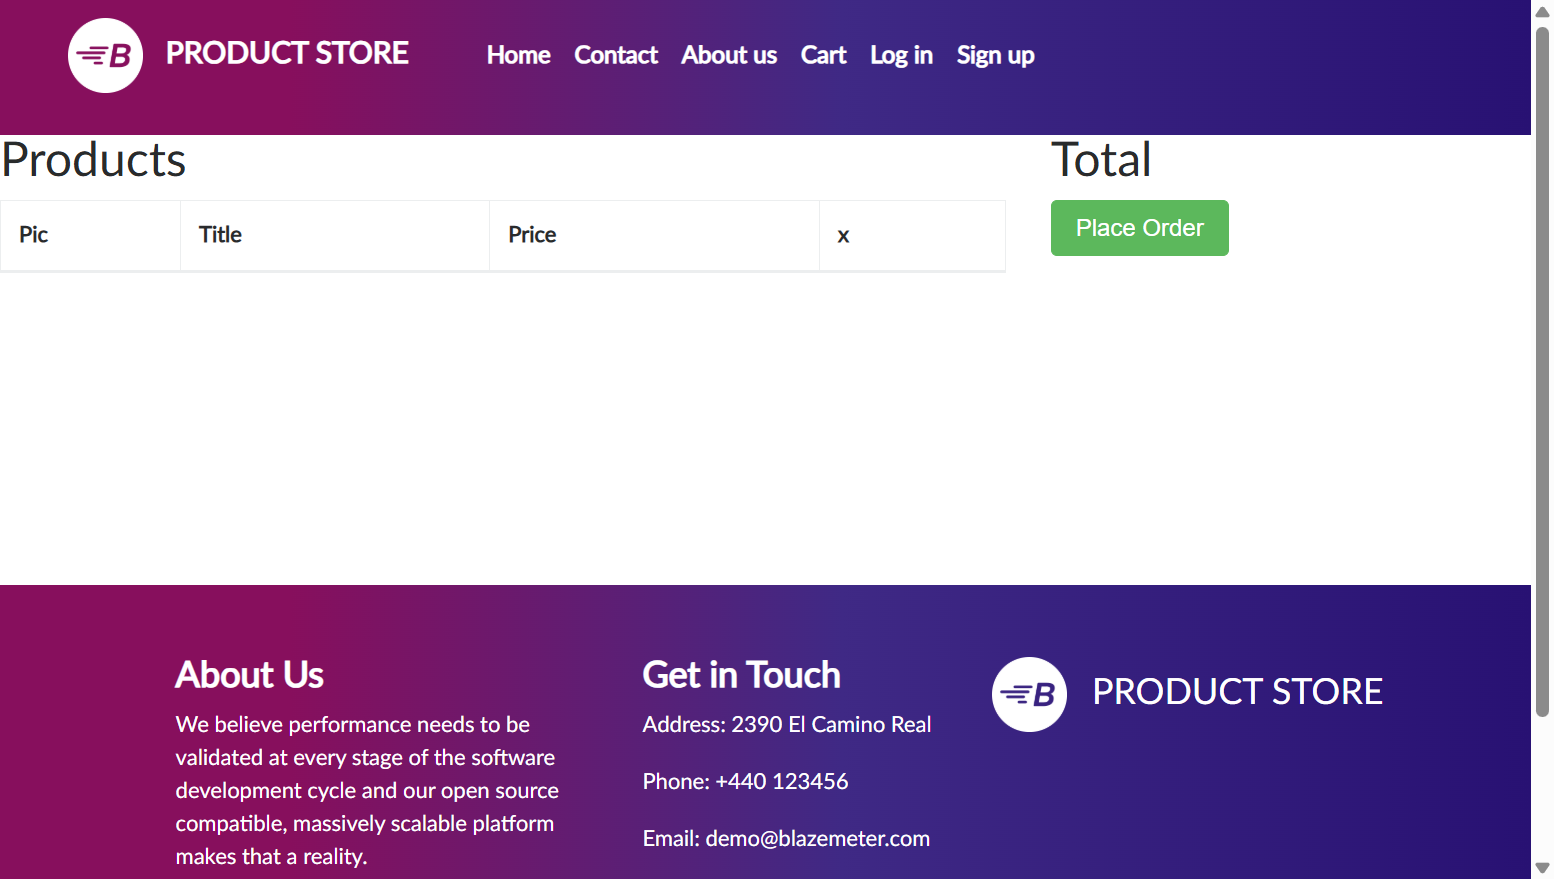 B PRODUCT STORE Home Contact About us Cart Log in Sign up
Products
Pic Title Price x
Total
Place Order
About Us
We believe performance needs to be
validated at every stage of the software
development cycle and our open source
compatible, massively scalable platform
makes that a reality.
Get in Touch
Address: 2390 El Camino Real
Phone: +440 123456
Email: demo@blazemeter.com
B PRODUCT STORE